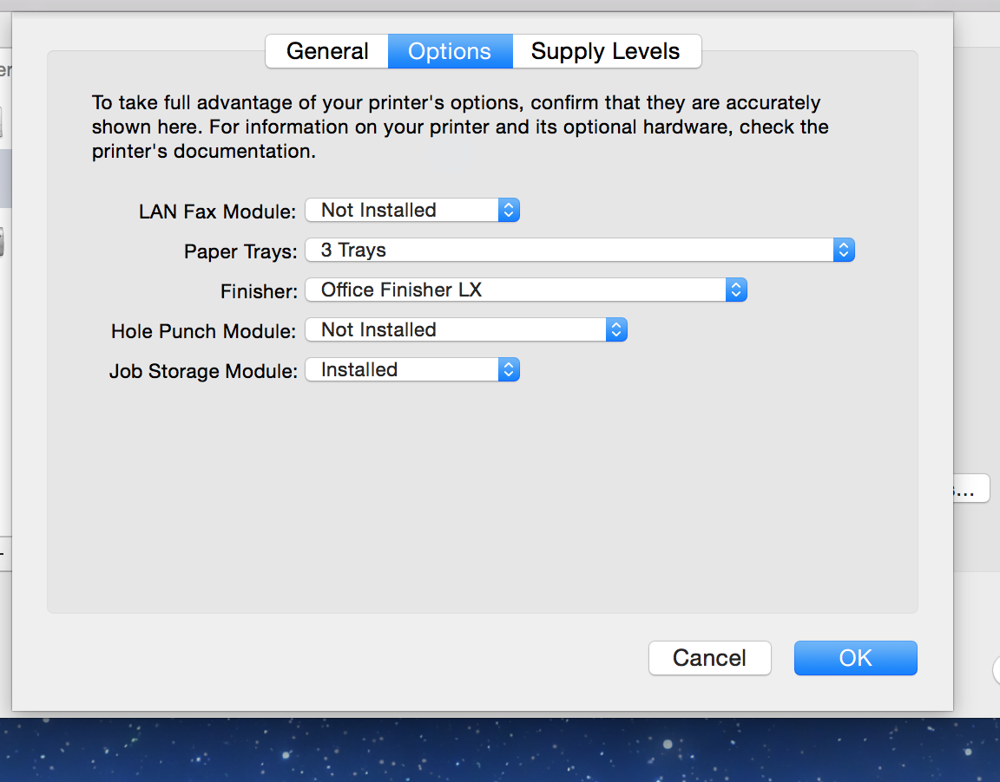 General
Options
Supply Levels
To take full advantage of your printer's options, confirm that they are accurately
shown here. For information on your printer and its optional hardware, check the
printer's documentation.
LAN Fax Module: Not Installed
Paper Trays: 3 Trays
Finisher: Office Finisher LX
Hole Punch Module: Not Installed
Job Storage Module: Installed
Cancel
OK